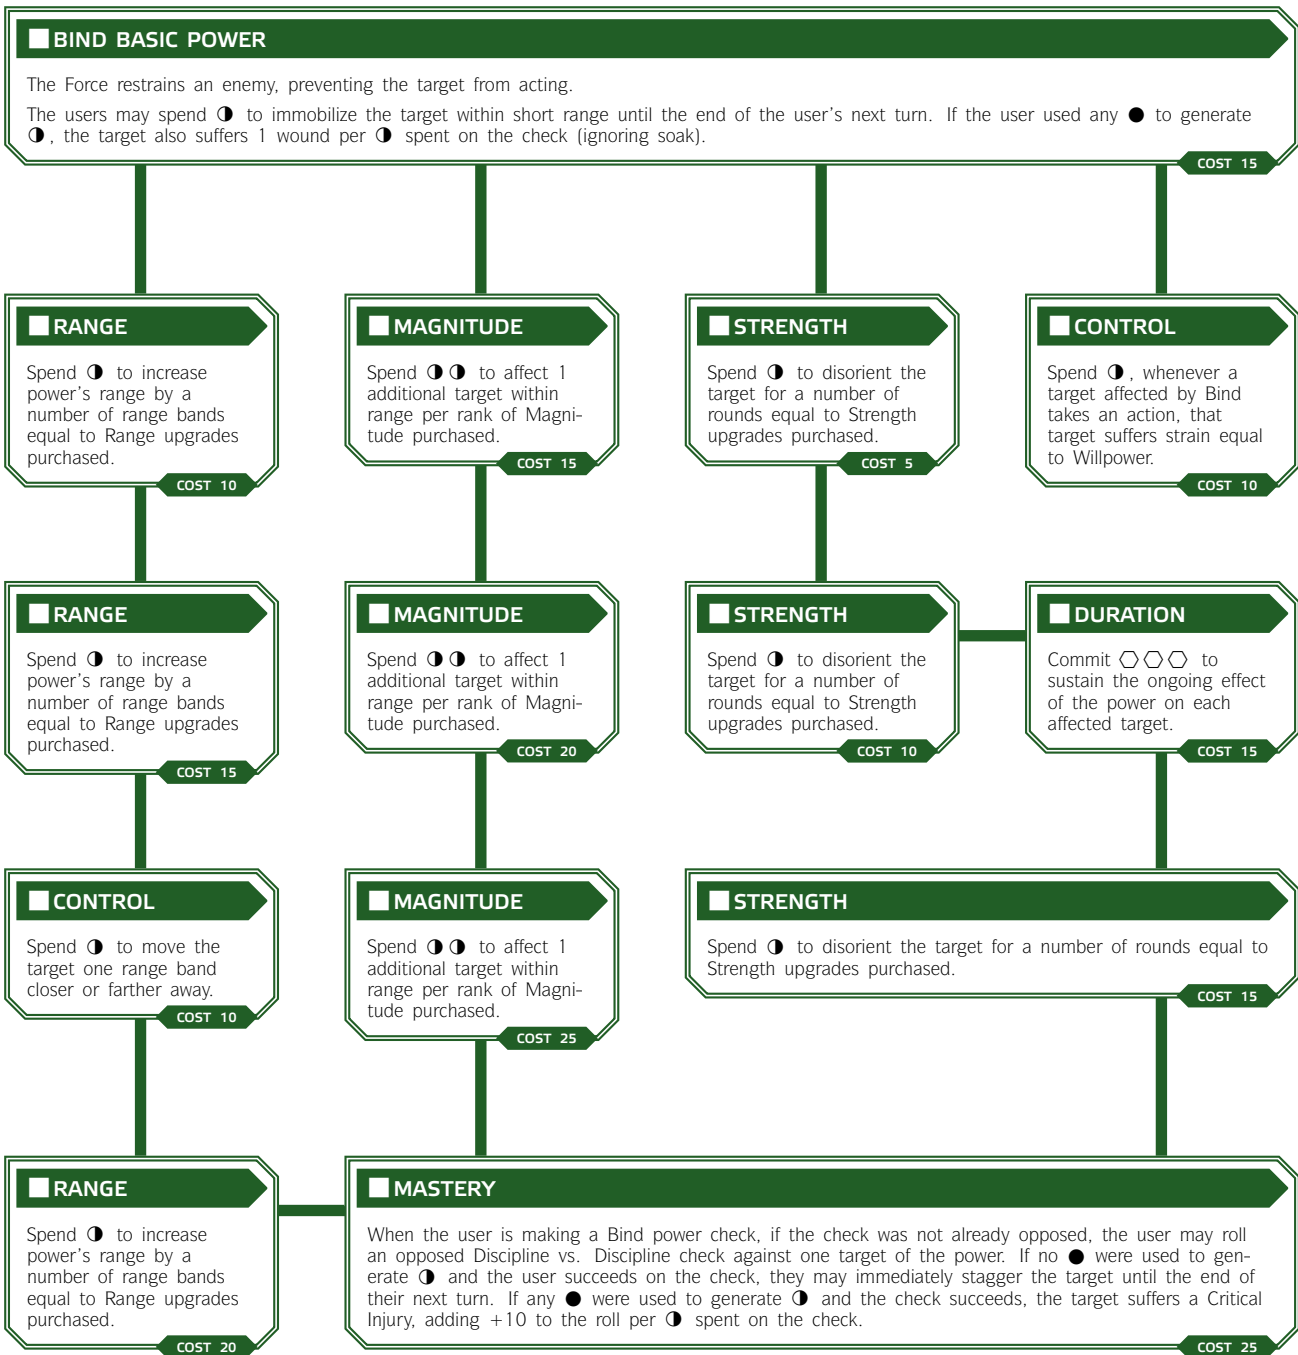 BIND BASIC POWER
The Force restrains an enemy, preventing the target from acting.
The users may spend ◑ to immobilize the target within short range until the end of the user's next turn. If the user used any ● to generate
◑, the target also suffers 1 wound per ◑ spent on the check (ignoring soak).
COST 15
RANGE
Spend ◑ to increase
power's range by a
number of range bands
equal to Range upgrades
purchased.
COST 10
MAGNITUDE
Spend ◑◑ to affect 1
additional target within
range per rank of Magni-
tude purchased.
COST 15
STRENGTH
Spend ◑ to disorient the
target for a number of
rounds equal to Strength
upgrades purchased.
COST 5
CONTROL
Spend ◑, whenever a
target affected by Bind
takes an action, that
target suffers strain equal
to Willpower.
COST 10
RANGE
Spend ◑ to increase
power's range by a
number of range bands
equal to Range upgrades
purchased.
COST 15
MAGNITUDE
Spend ◑◑ to affect 1
additional target within
range per rank of Magni-
tude purchased.
COST 20
STRENGTH
Spend ◑ to disorient the
target for a number of
rounds equal to Strength
upgrades purchased.
COST 10
DURATION
Commit ⬡⬡⬡ to
sustain the ongoing effect
of the power on each
affected target.
COST 15
CONTROL
Spend ◑ to move the
target one range band
closer or farther away.
COST 10
MAGNITUDE
Spend ◑◑ to affect 1
additional target within
range per rank of Magni-
tude purchased.
COST 25
STRENGTH
Spend ◑ to disorient the target for a number of rounds equal to
Strength upgrades purchased.
COST 15
RANGE
Spend ◑ to increase
power's range by a
number of range bands
equal to Range upgrades
purchased.
COST 20
MASTERY
When the user is making a Bind power check, if the check was not already opposed, the user may roll
an opposed Discipline vs. Discipline check against one target of the power. If no ● were used to gen-
erate ◑ and the user succeeds on the check, they may immediately stagger the target until the end of
their next turn. If any ● were used to generate ◑ and the check succeeds, the target suffers a Critical
Injury, adding +10 to the roll per ◑ spent on the check.
COST 25